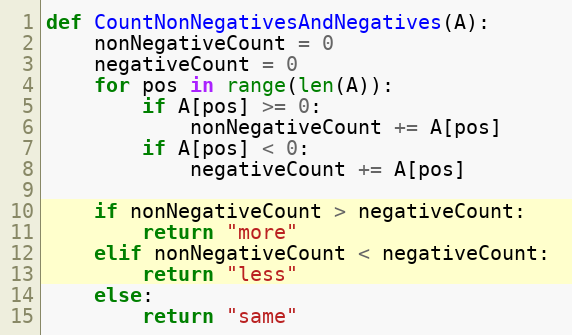 1 def CountNonNegativesAndNegatives(A):
2     nonNegativeCount = 0
3     negativeCount = 0
4     for pos in range(len(A)):
5         if A[pos] >= 0:
6             nonNegativeCount += A[pos]
7         if A[pos] < 0:
8             negativeCount += A[pos]
9
10     if nonNegativeCount > negativeCount:
11         return "more"
12     elif nonNegativeCount < negativeCount:
13         return "less"
14     else:
15         return "same"